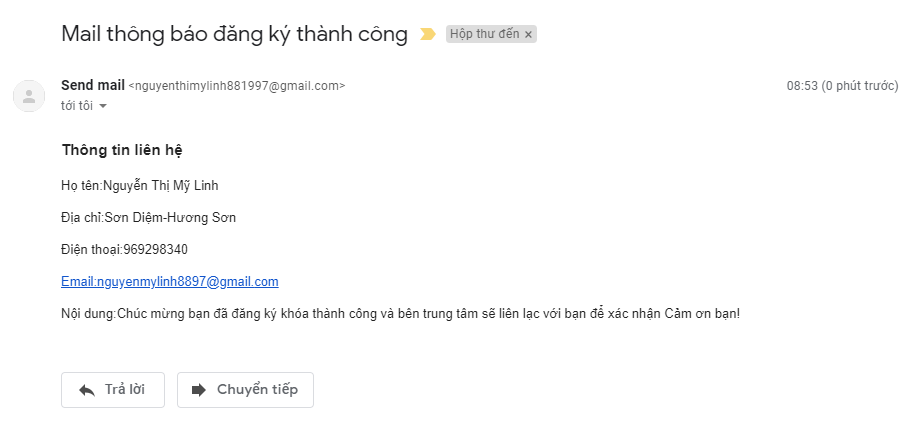 Mail thông báo đăng ký thành công Hộp thư đến ×
Send mail <nguyenthimylinh881997@gmail.com> 08:53 (0 phút trước)
tới tôi
Thông tin liên hệ
Họ tên:Nguyễn Thị Mỹ Linh
Địa chỉ:Sơn Diệm-Hương Sơn
Điện thoại:969298340
Email:nguyenmylinh8897@gmail.com
Nội dung:Chúc mừng bạn đã đăng ký khóa thành công và bên trung tâm sẽ liên lạc với bạn để xác nhận Cảm ơn bạn!
Trả lời Chuyển tiếp